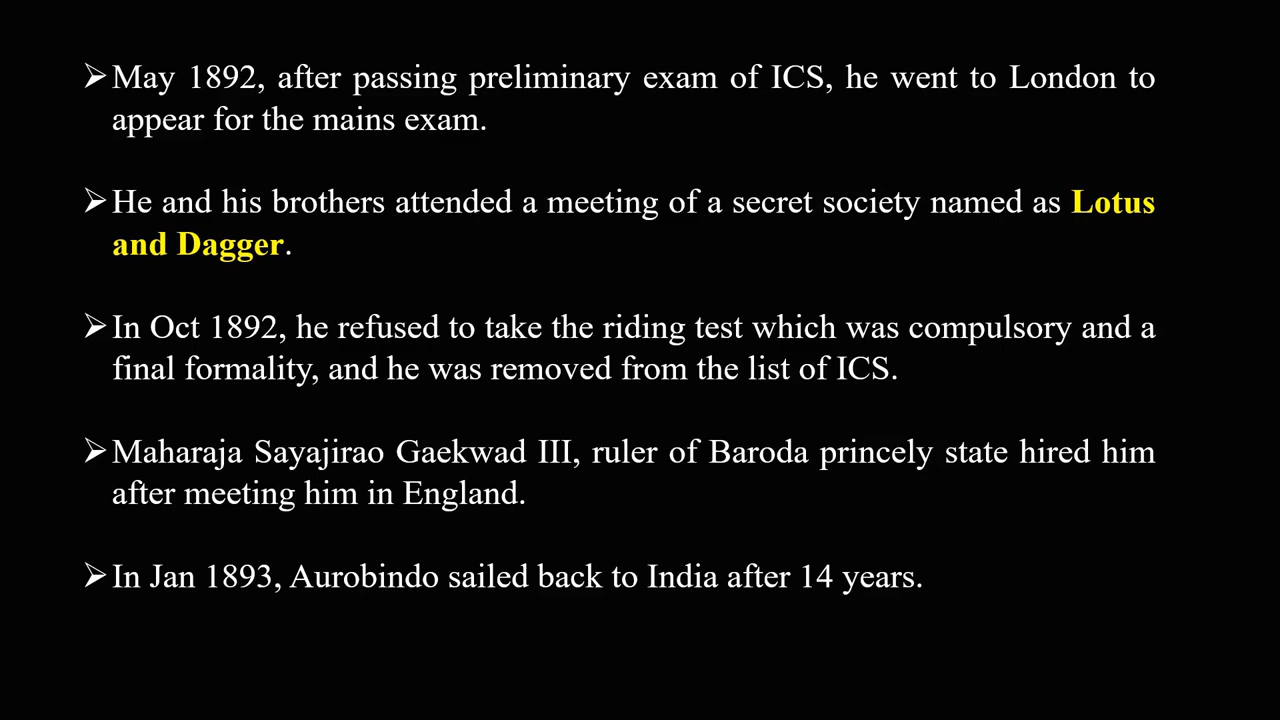 ➢May 1892, after passing preliminary exam of ICS, he went to London to
appear for the mains exam.
➢He and his brothers attended a meeting of a secret society named as Lotus
and Dagger.
➢In Oct 1892, he refused to take the riding test which was compulsory and a
final formality, and he was removed from the list of ICS.
➢Maharaja Sayajirao Gaekwad III, ruler of Baroda princely state hired him
after meeting him in England.
➢In Jan 1893, Aurobindo sailed back to India after 14 years.